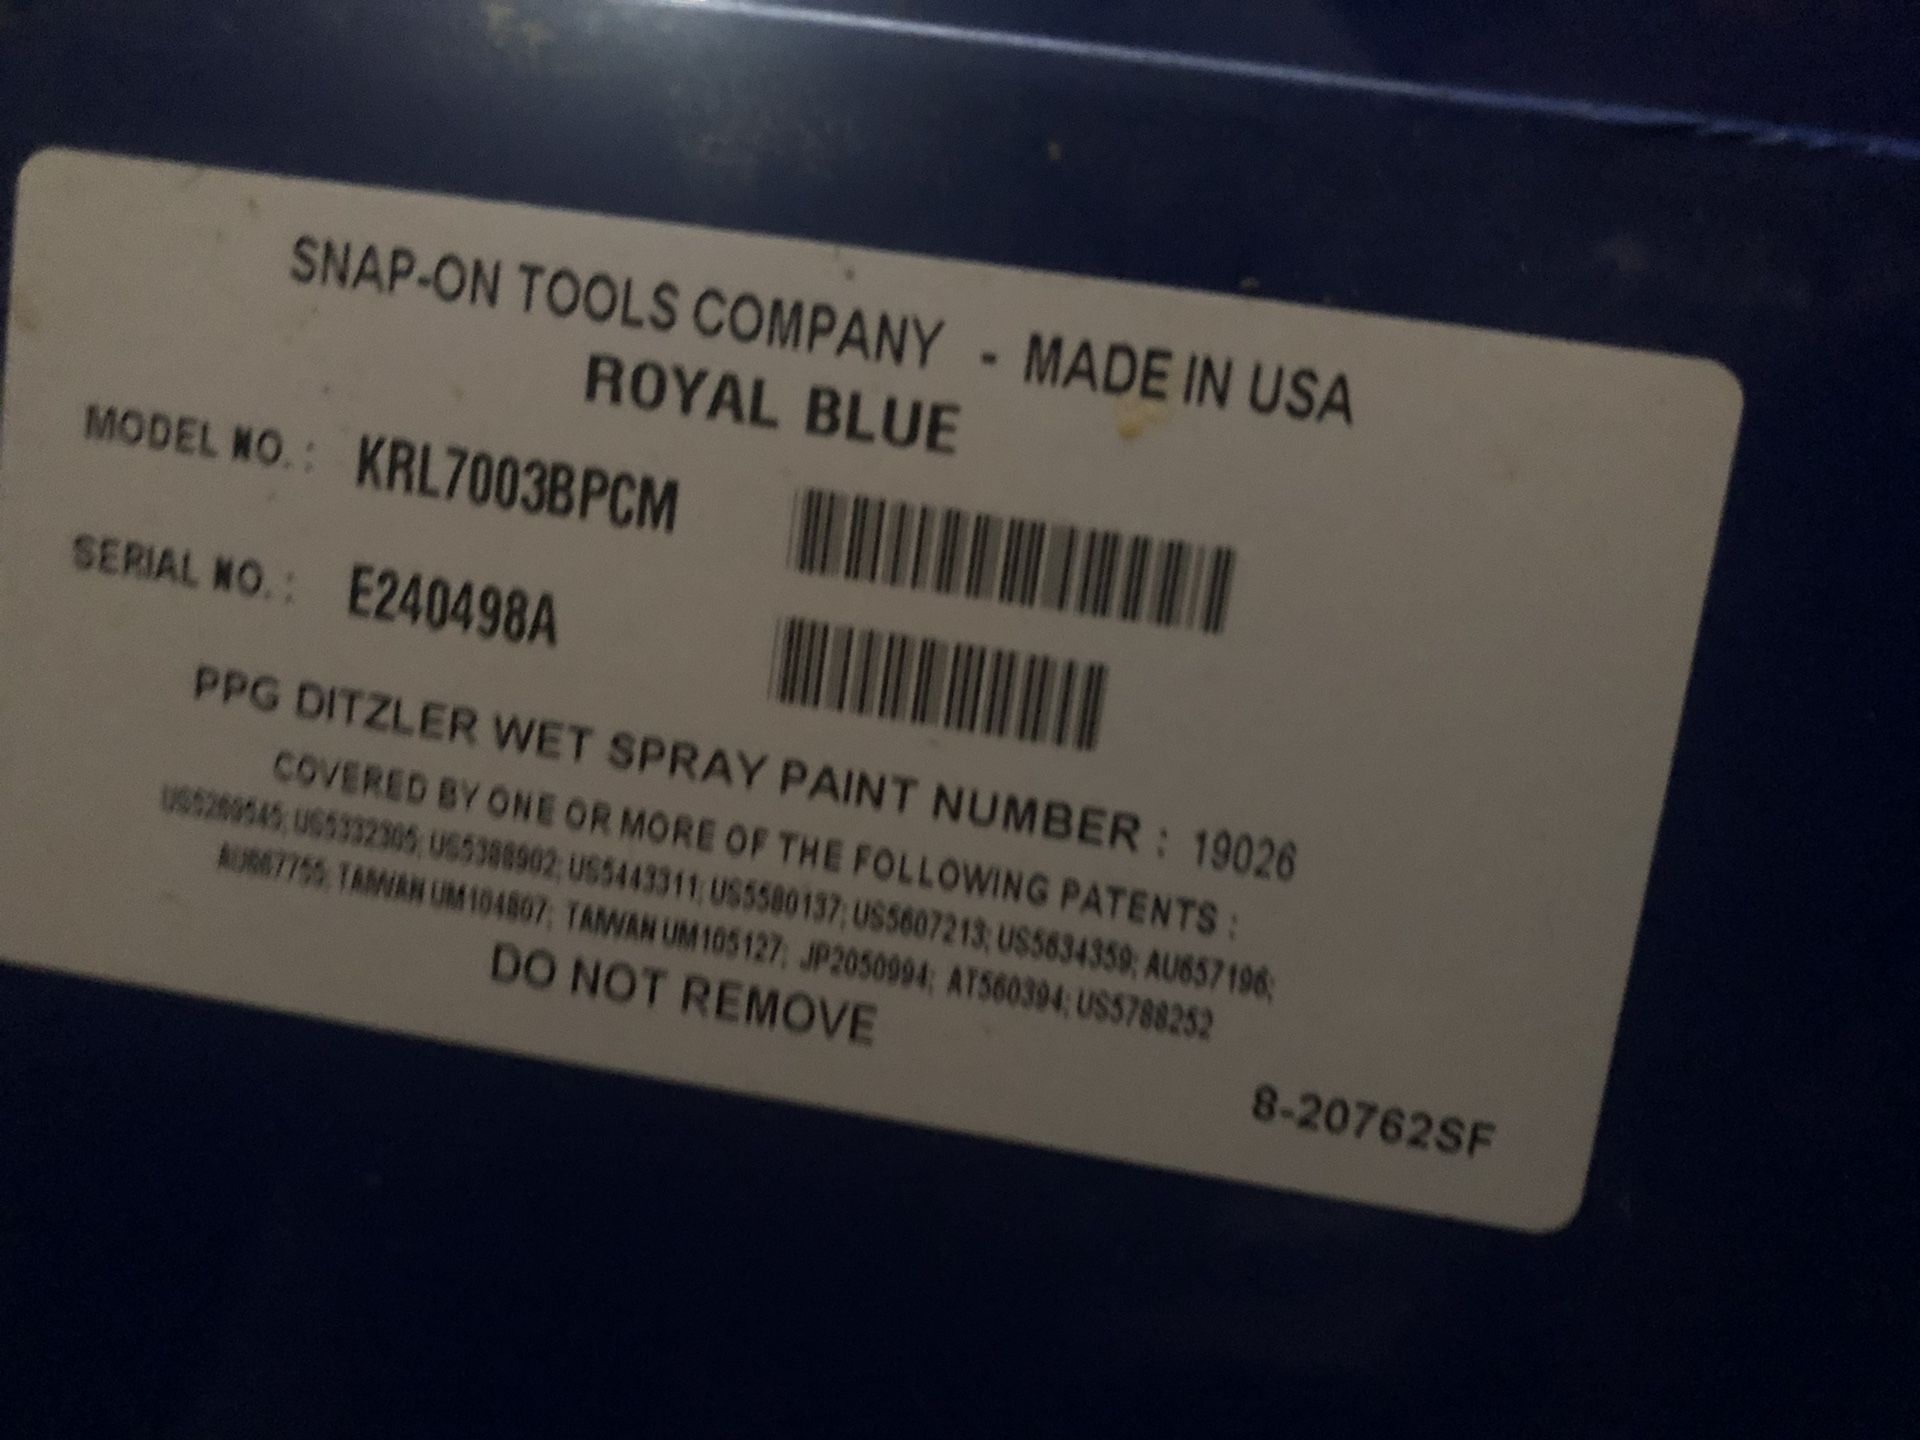 SNAP-ON TOOLS COMPANY - MADE IN USA
ROYAL BLUE
MODEL NO.: KRL7003BPCM
SERIAL NO.: E240498A
PPG DITZLER WET SPRAY PAINT NUMBER : 19026
COVERED BY ONE OR MORE OF THE FOLLOWING PATENTS :
US5289545; US5332305; US5388902; US5443311; US5580137; US5607213; US5634359; AU657196;
AU667755; TAIWAN UM104807; TAIWAN UM105127; JP2050994; AT560394; US5788252
DO NOT REMOVE
8-20762SF